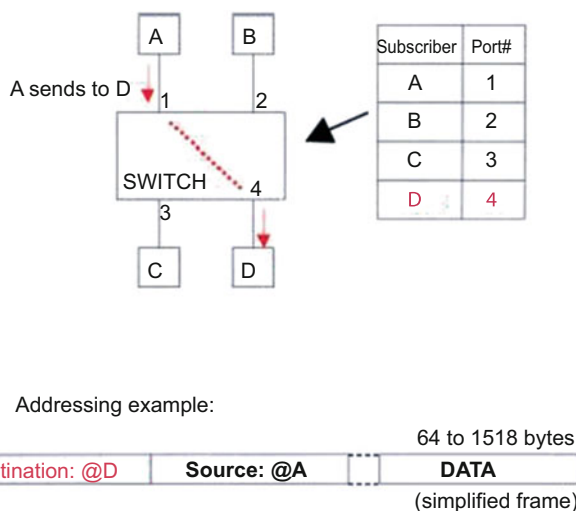 A
B
A sends to D
1
2
SWITCH
4
3
C
D
Subscriber Port#
A 1
B 2
C 3
D 4
Addressing example:
64 to 1518 bytes
tination: @D Source: @A DATA
(simplified frame)